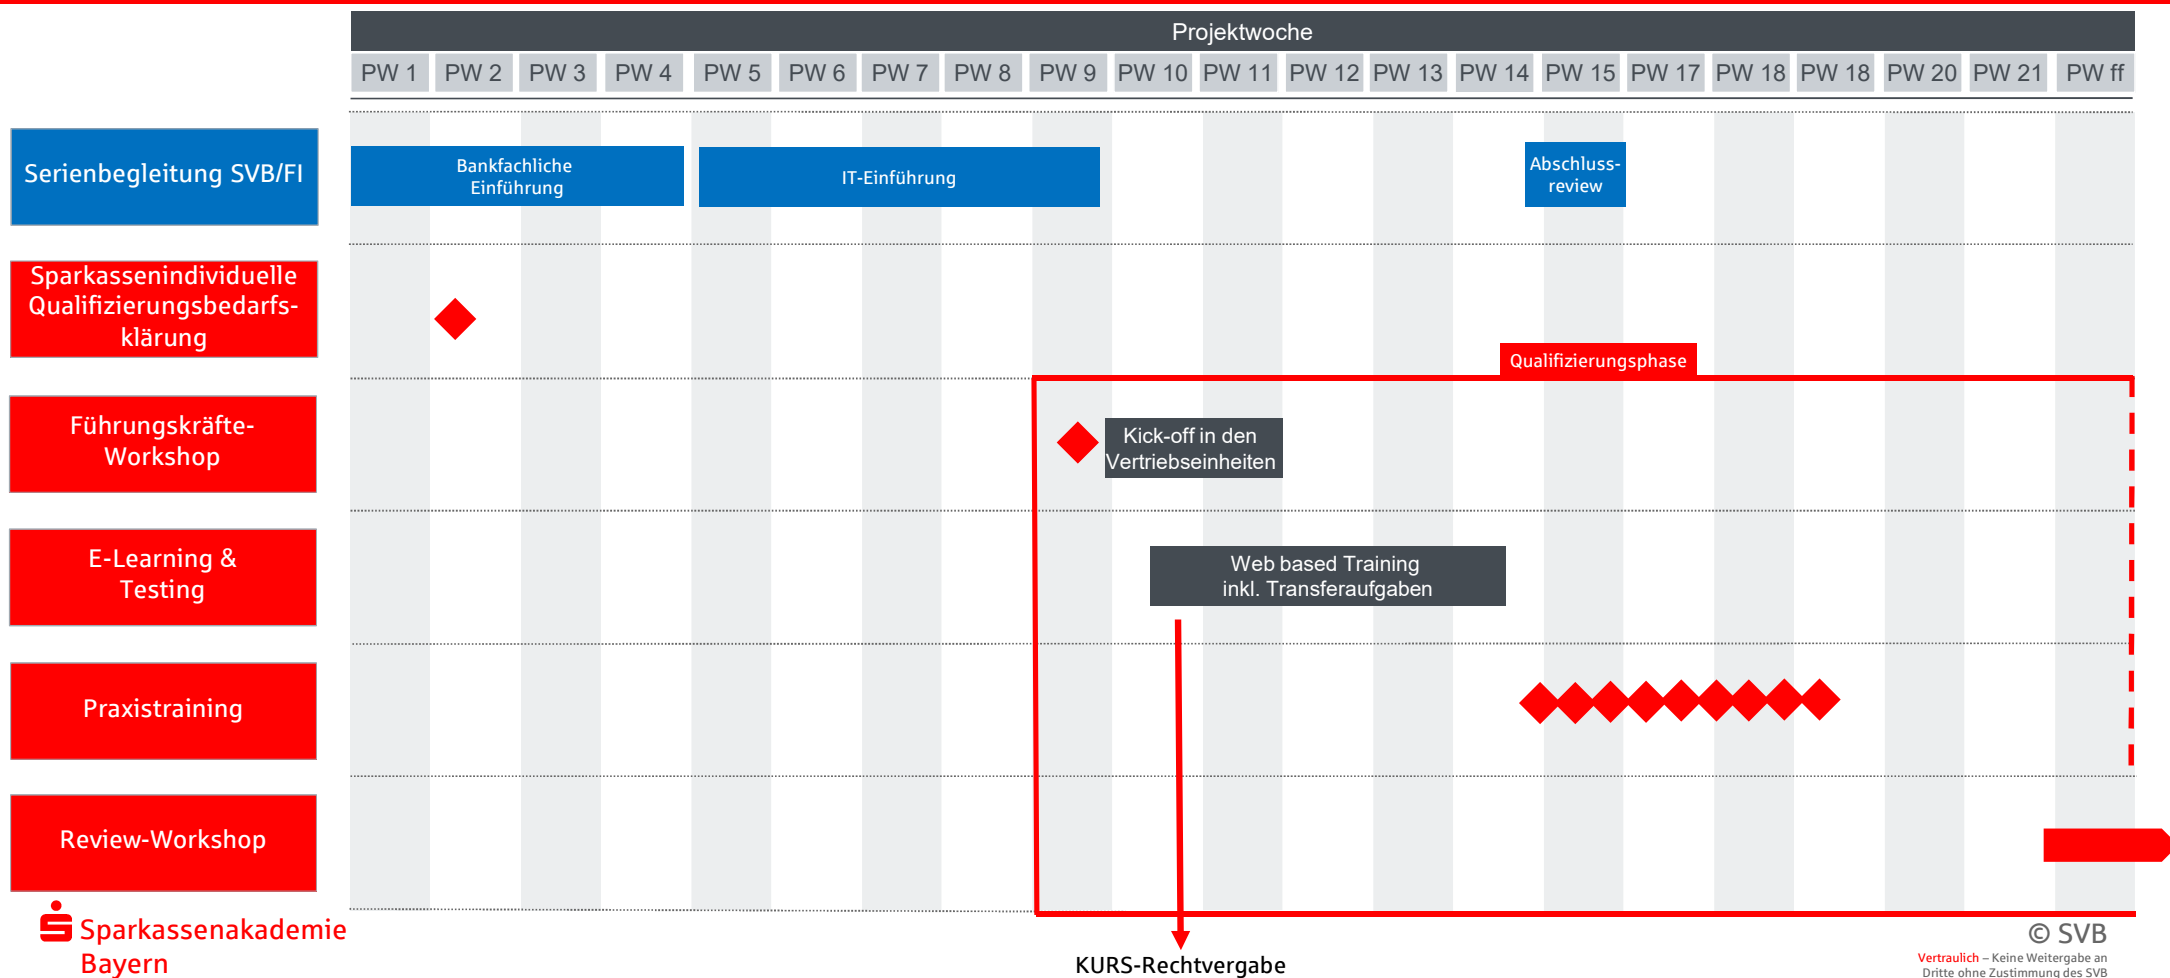 Projektwoche
PW 1 PW 2 PW 3 PW 4 PW 5 PW 6 PW 7 PW 8 PW 9 PW 10 PW 11 PW 12 PW 13 PW 14 PW 15 PW 17 PW 18 PW 18 PW 20 PW 21 PW ff
Serienbegleitung SVB/FI
Bankfachliche
Einführung
IT-Einführung
Abschluss-
review
Sparkassenindividuelle
Qualifizierungsbedarfs-
klärung
Qualifizierungsphase
Führungskräfte-
Workshop
Kick-off in den
Vertriebseinheiten
E-Learning &
Testing
Web based Training
inkl. Transferaufgaben
Praxistraining
Review-Workshop
Sparkassenakademie
Bayern
KURS-Rechtvergabe
© SVB
Vertraulich – Keine Weitergabe an
Dritte ohne Zustimmung des SVB